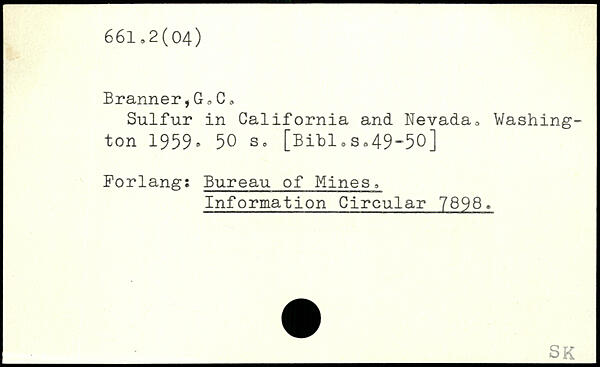 661.2(04)
Branner,G.C.
Sulfur in California and Nevada. Washing-
ton 1959. 50 s. [Bibl.s.49-50]
Forlang: Bureau of Mines.
Information Circular 7898.
SK